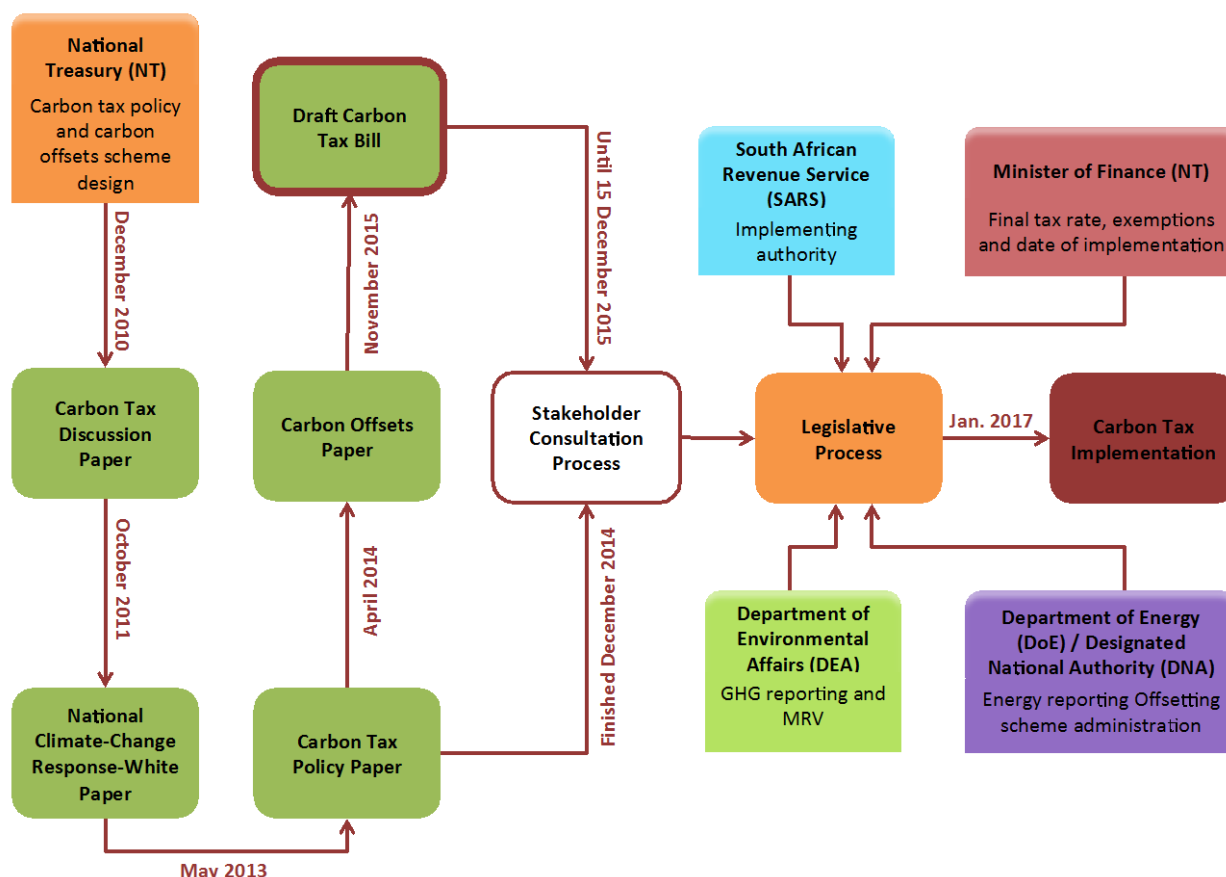 National
Treasury (NT)
Carbon tax policy
and carbon
offsets scheme
design
December 2010
Carbon Tax
Discussion
Paper
October 2011
National
Climate-Change
Response-White
Paper
May 2013
Carbon Tax
Policy Paper
April 2014
Carbon Offsets
Paper
November 2015
Draft Carbon
Tax Bill
Until 15 December 2015
Finished December 2014
Stakeholder
Consultation
Process
South African
Revenue Service
(SARS)
Implementing
authority
Minister of Finance (NT)
Final tax rate, exemptions
and date of implementation
Legislative
Process
Jan. 2017
Carbon Tax
Implementation
Department of
Environmental
Affairs (DEA)
GHG reporting and
MRV
Department of Energy
(DoE) / Designated
National Authority (DNA)
Energy reporting Offsetting
scheme administration